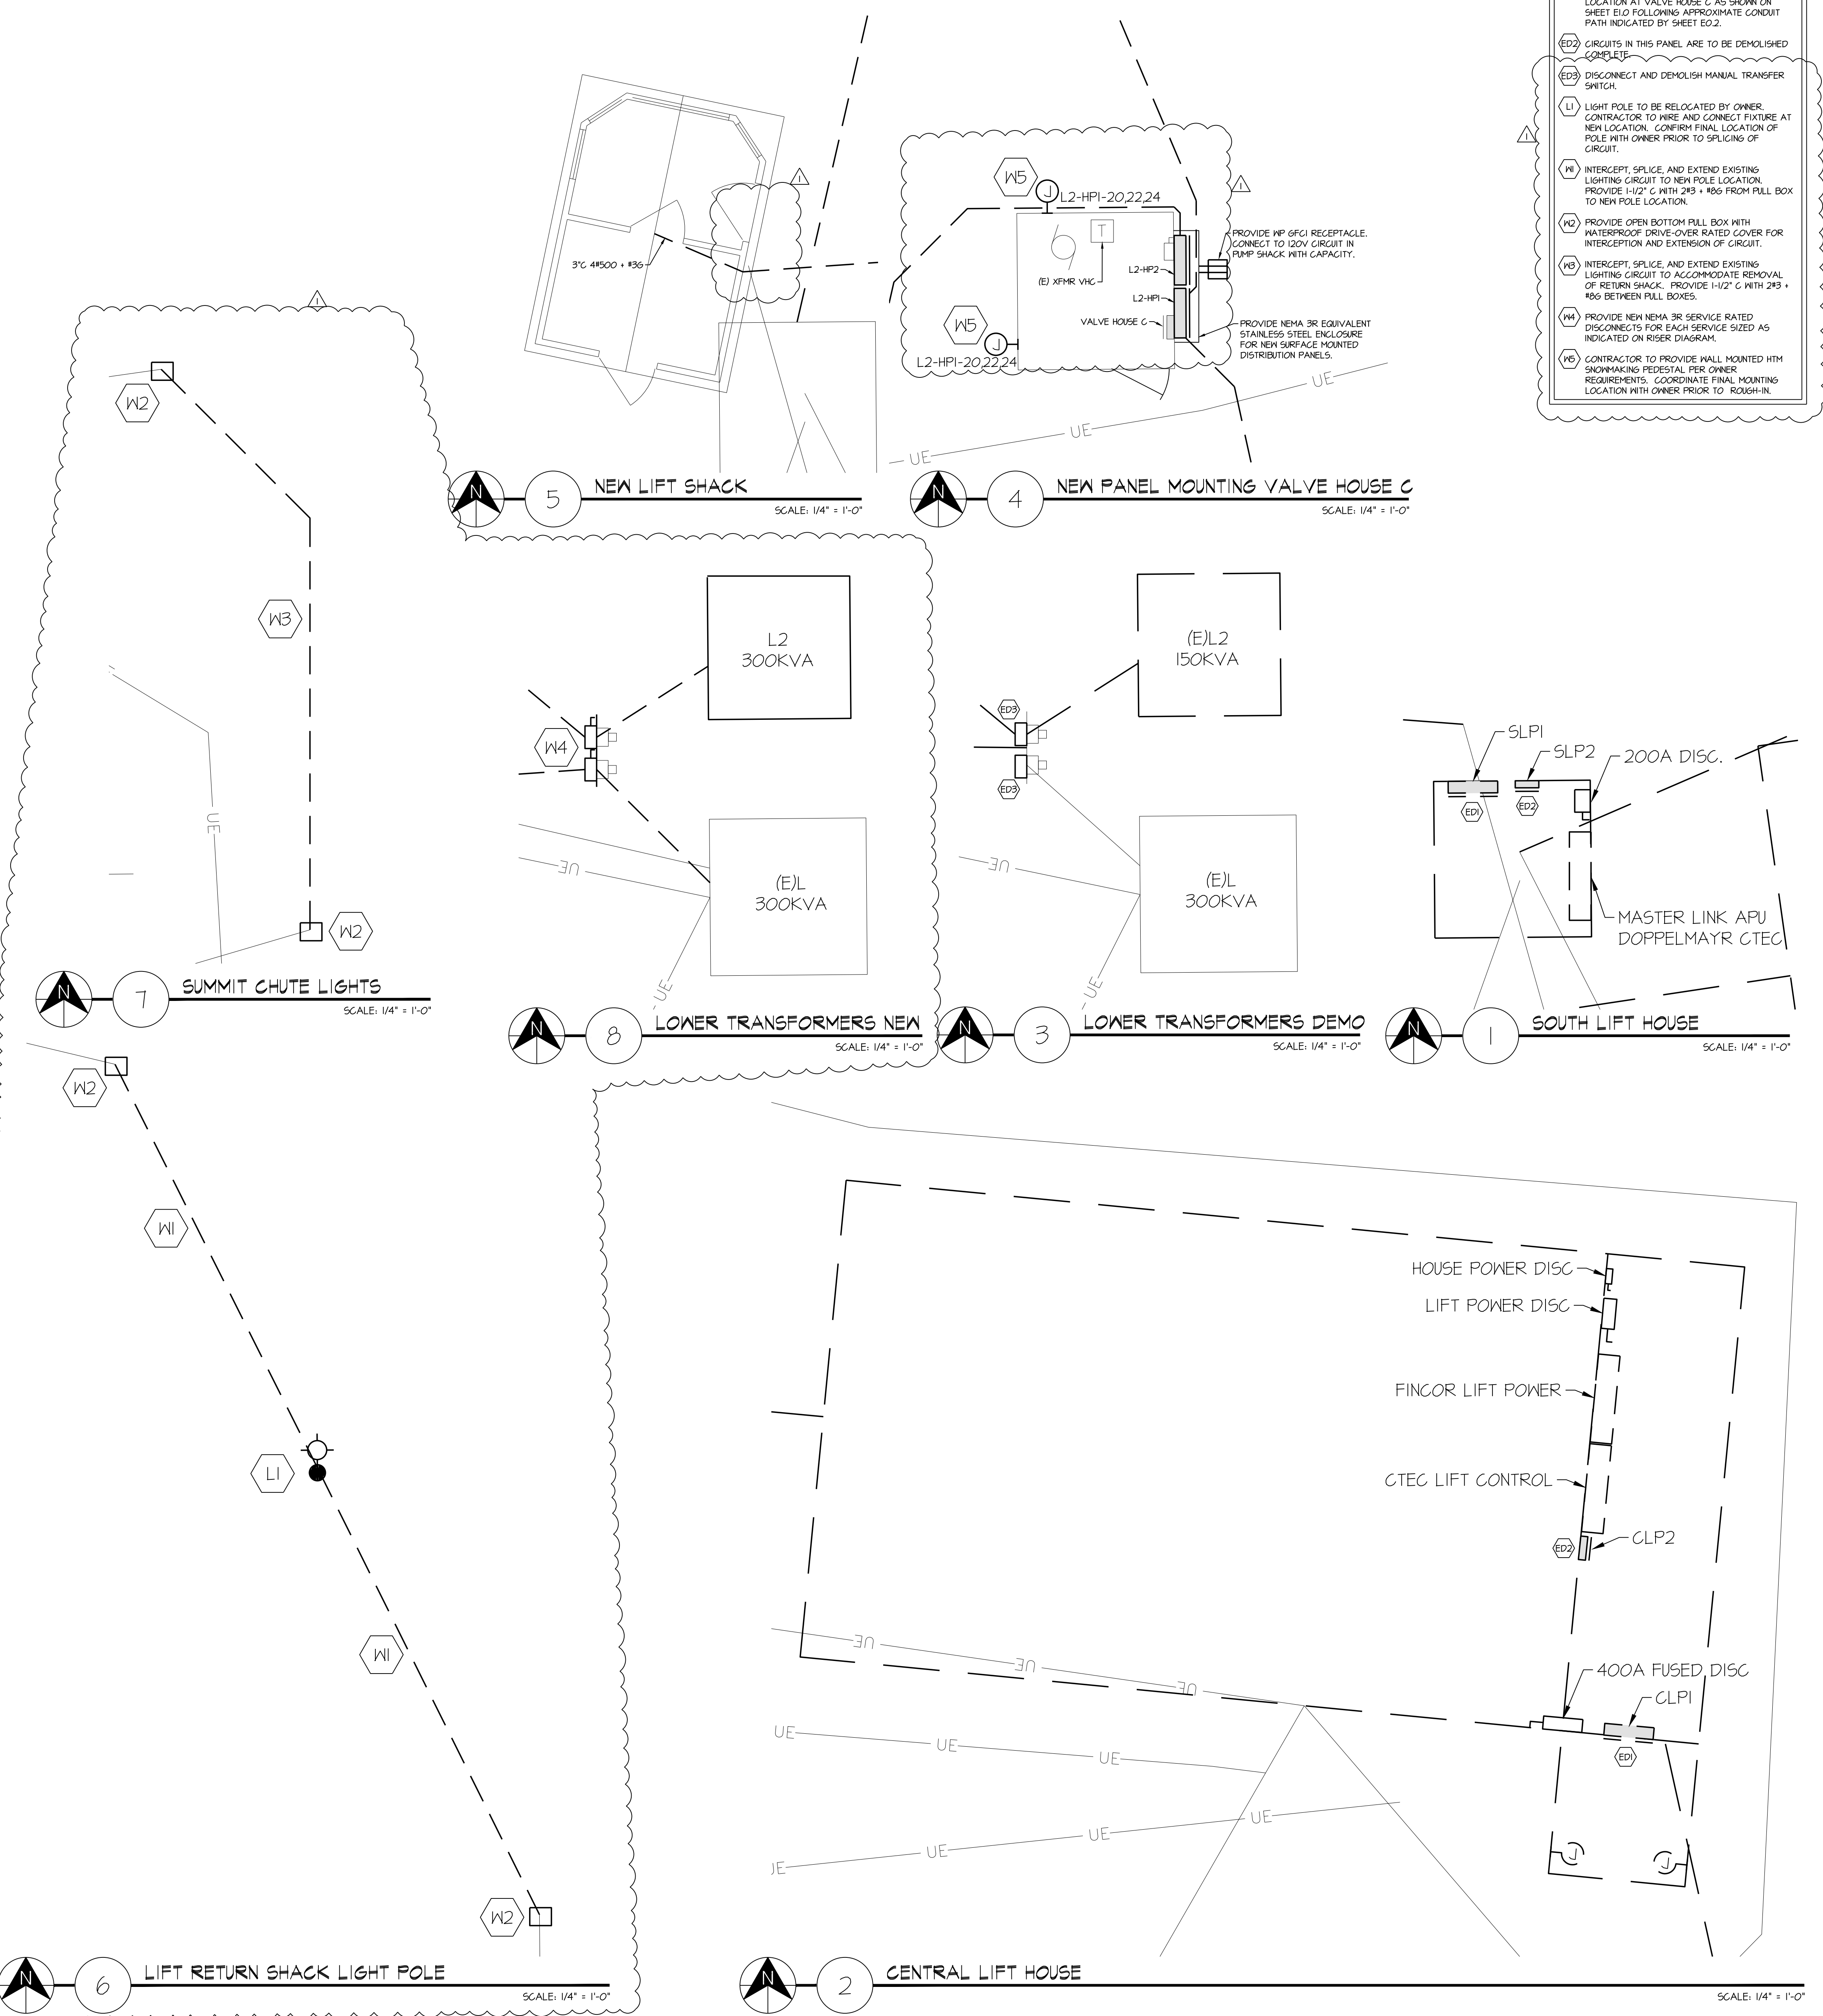 LOCATION AT VALVE HOUSE C AS SHOWN ON
SHEET E1.0 FOLLOWING APPROXIMATE CONDUIT
PATH INDICATED BY SHEET E0.2.
ED2 CIRCUITS IN THIS PANEL ARE TO BE DEMOLISHED
COMPLETE.
ED3 DISCONNECT AND DEMOLISH MANUAL TRANSFER
SWITCH.
L1 LIGHT POLE TO BE RELOCATED BY OWNER.
CONTRACTOR TO WIRE AND CONNECT FIXTURE AT
NEW LOCATION. CONFIRM FINAL LOCATION OF
POLE WITH OWNER PRIOR TO SPLICING OF
CIRCUIT.
1
W1 INTERCEPT, SPLICE, AND EXTEND EXISTING
LIGHTING CIRCUIT TO NEW POLE LOCATION.
PROVIDE 1-1/2" C WITH 2#3 + #8G FROM PULL BOX
TO NEW POLE LOCATION.
W2 PROVIDE OPEN BOTTOM PULL BOX WITH
WATERPROOF DRIVE-OVER RATED COVER FOR
INTERCEPTION AND EXTENSION OF CIRCUIT.
W3 INTERCEPT, SPLICE, AND EXTEND EXISTING
LIGHTING CIRCUIT TO ACCOMMODATE REMOVAL
OF RETURN SHACK. PROVIDE 1-1/2" C WITH 2#3 +
#8G BETWEEN PULL BOXES.
W4 PROVIDE NEW NEMA 3R SERVICE RATED
DISCONNECTS FOR EACH SERVICE SIZED AS
INDICATED ON RISER DIAGRAM.
W5 CONTRACTOR TO PROVIDE WALL MOUNTED HTM
SNOWMAKING PEDESTAL PER OWNER
REQUIREMENTS. COORDINATE FINAL MOUNTING
LOCATION WITH OWNER PRIOR TO ROUGH-IN.
1
3"C 4#500 + #3G
N
5
NEW LIFT SHACK
SCALE: 1/4" = 1'-0"
W5
J
L2-HP1-20,22,24
1
T
PROVIDE WP GFCI RECEPTACLE.
CONNECT TO 120V CIRCUIT IN
PUMP SHACK WITH CAPACITY.
L2-HP2
(E) XFMR VHC
L2-HP1
VALVE HOUSE C
PROVIDE NEMA 3R EQUIVALENT
STAINLESS STEEL ENCLOSURE
FOR NEW SURFACE MOUNTED
DISTRIBUTION PANELS.
W5
J
L2-HP1-20,22,24
UE
UE
UE
N
4
NEW PANEL MOUNTING VALVE HOUSE C
SCALE: 1/4" = 1'-0"
1
W2
W3
UE
W2
N
7
SUMMIT CHUTE LIGHTS
SCALE: 1/4" = 1'-0"
L2
300KVA
W4
UE
(E)L
300KVA
UE
N
8
LOWER TRANSFORMERS NEW
SCALE: 1/4" = 1'-0"
(E)L2
150KVA
ED3
ED3
UE
(E)L
300KVA
UE
N
3
LOWER TRANSFORMERS DEMO
SCALE: 1/4" = 1'-0"
SLP1
SLP2
200A DISC.
ED1
ED2
MASTER LINK APU
DOPPELMAYR CTEC
N
1
SOUTH LIFT HOUSE
SCALE: 1/4" = 1'-0"
W2
W1
L1
W1
W2
N
6
LIFT RETURN SHACK LIGHT POLE
SCALE: 1/4" = 1'-0"
HOUSE POWER DISC
LIFT POWER DISC
FINCOR LIFT POWER
CTEC LIFT CONTROL
ED2
CLP2
UE
UE
UE
400A FUSED DISC
CLP1
ED1
UE
UE
UE
UE
UE
UE
UE
J
J
N
2
CENTRAL LIFT HOUSE
SCALE: 1/4" = 1'-0"